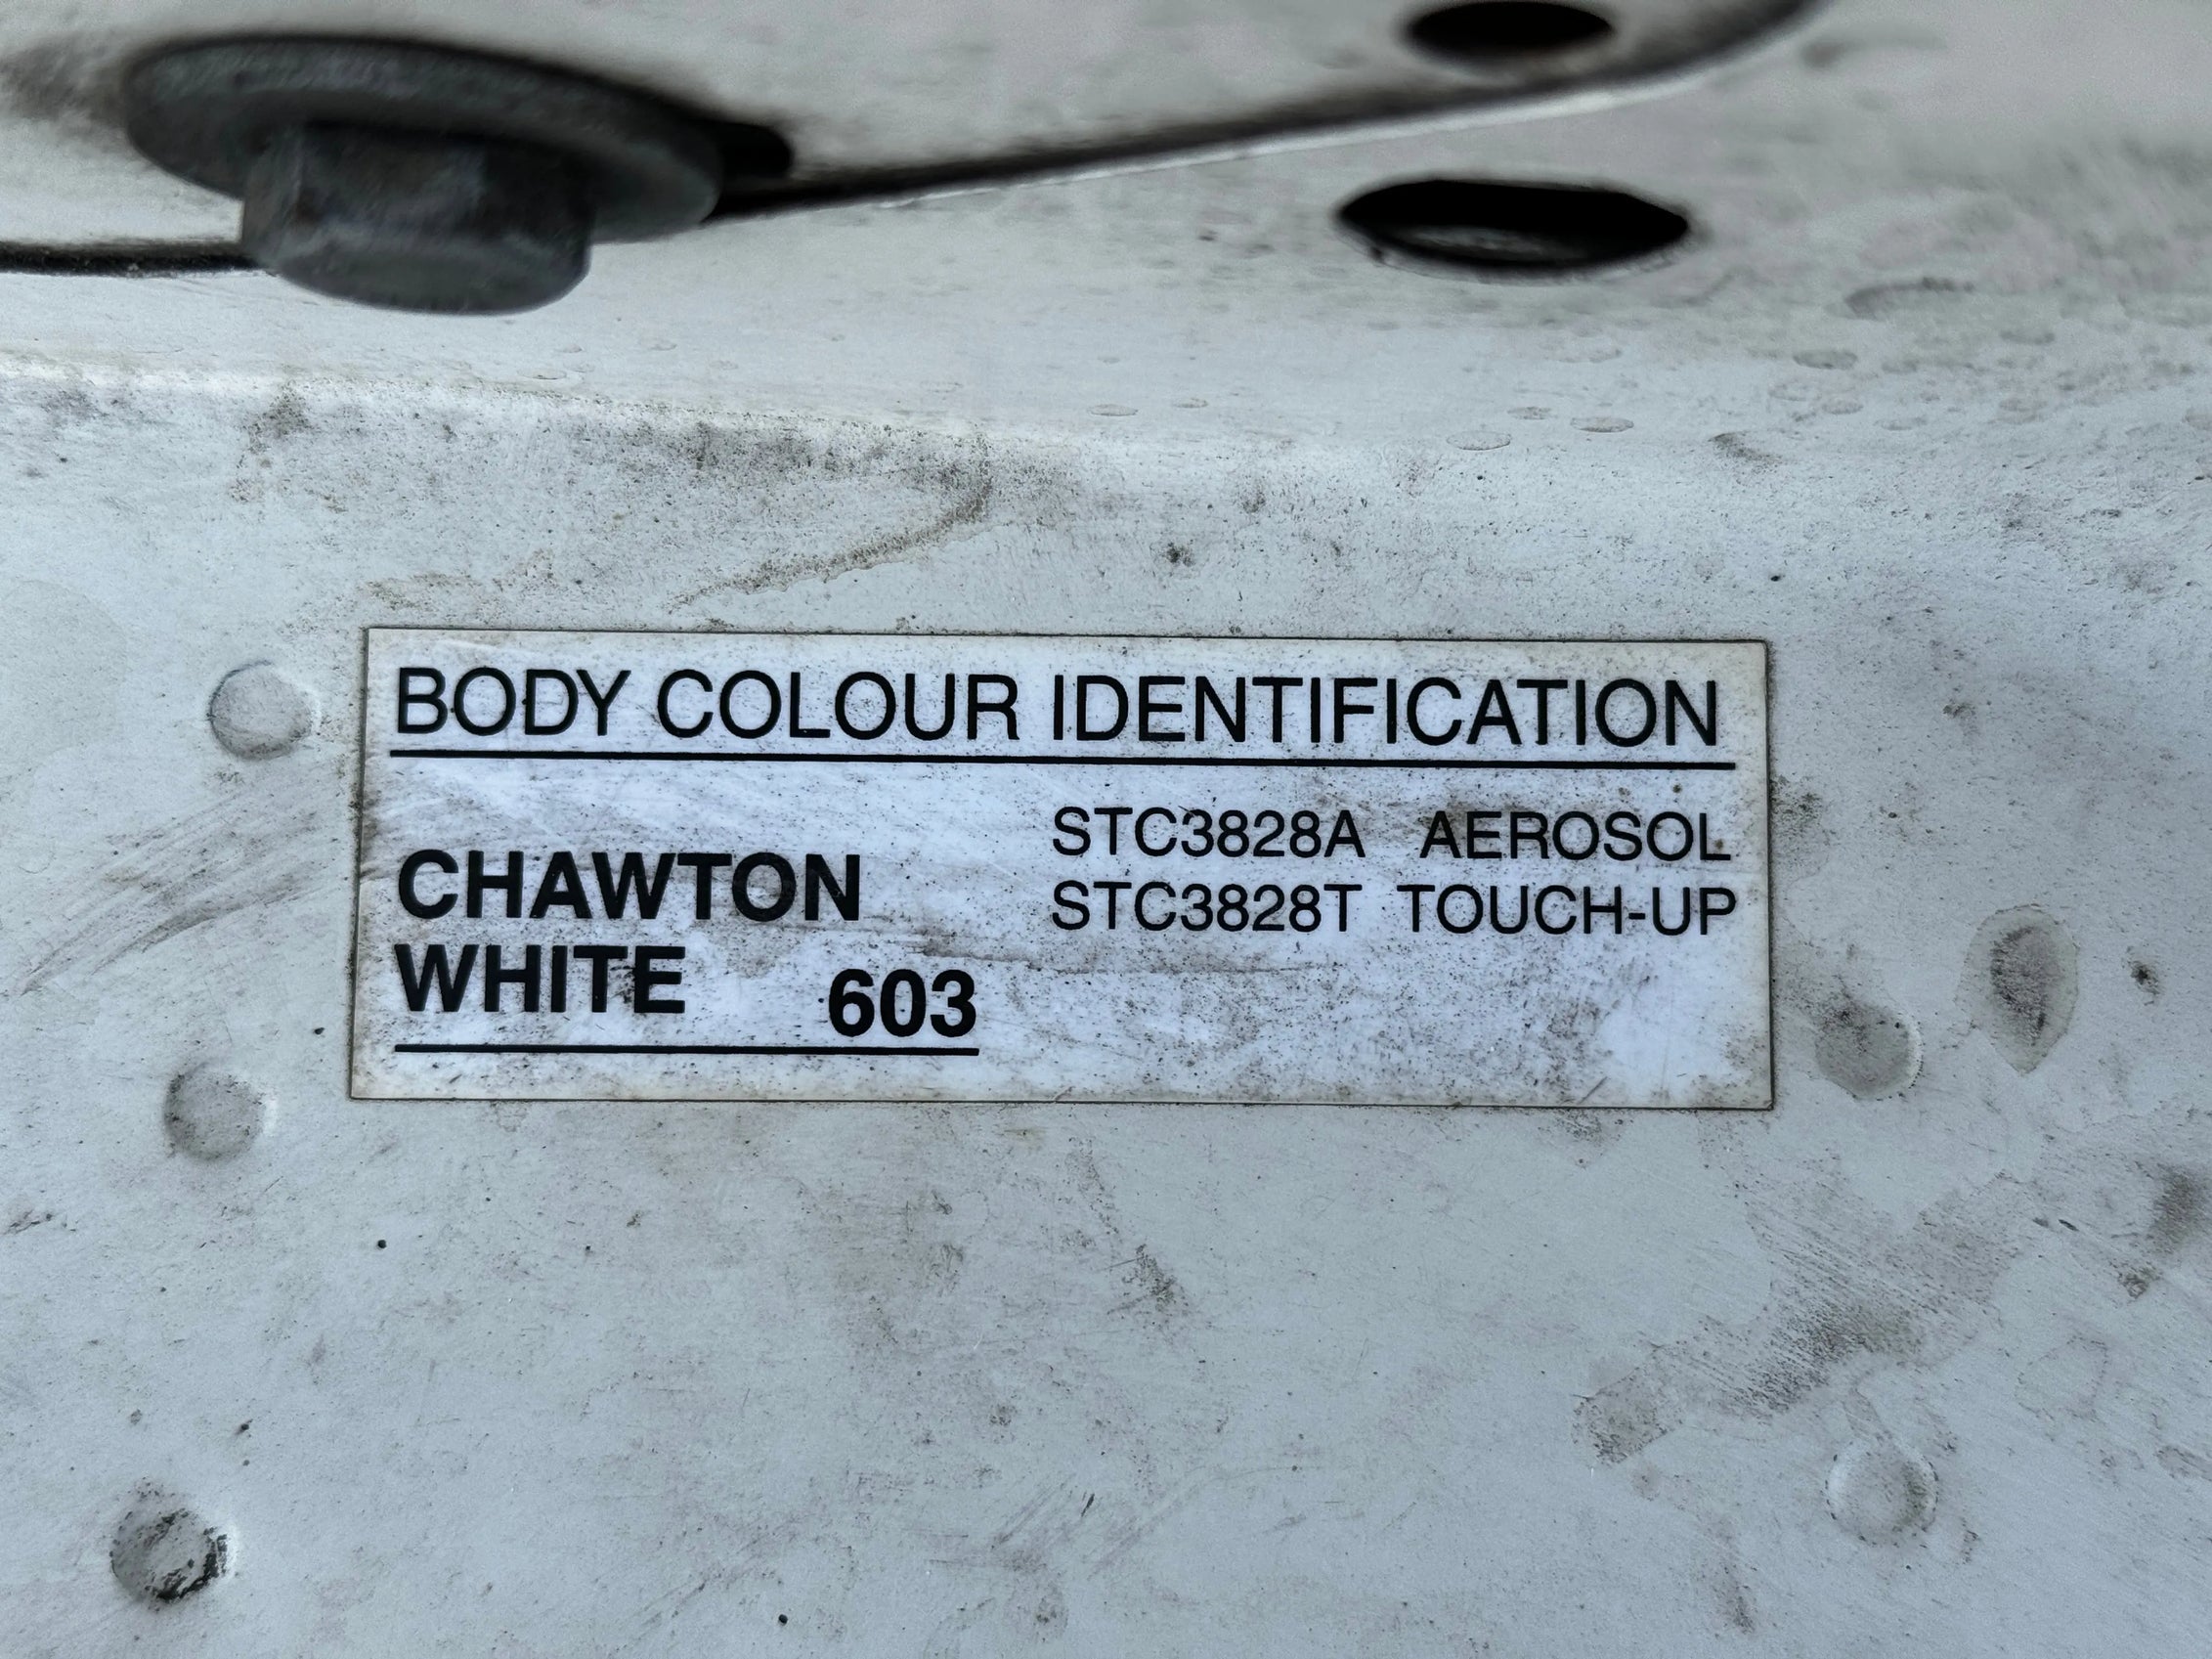 BODY COLOUR IDENTIFICATION
STC3828A AEROSOL
STC3828T TOUCH-UP
CHAWTON
WHITE 603